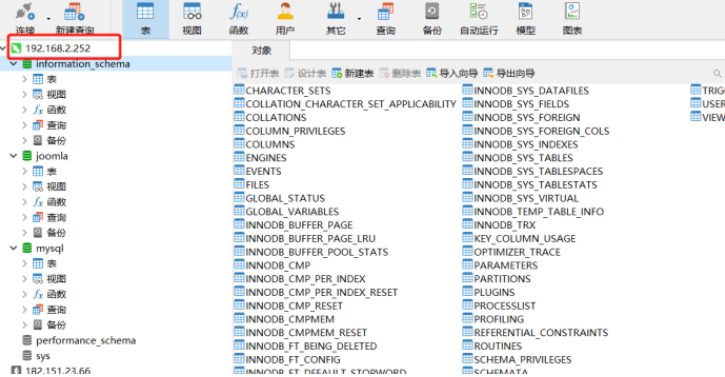 连接 新建查询 表 视图 函数 用户 其它 查询 备份 自动运行 模型 图表
192.168.2.252
information_schema
表
视图
函数
查询
备份
joomla
表
视图
函数
查询
备份
mysql
表
视图
函数
查询
备份
performance_schema
sys
182.151.23.66
对象
打开表 设计表 新建表 删除表 导入向导 导出向导
CHARACTER_SETS
COLLATION_CHARACTER_SET_APPLICABILITY
COLLATIONS
COLUMN_PRIVILEGES
COLUMNS
ENGINES
EVENTS
FILES
GLOBAL_STATUS
GLOBAL_VARIABLES
INNODB_BUFFER_PAGE
INNODB_BUFFER_PAGE_LRU
INNODB_BUFFER_POOL_STATS
INNODB_CMP
INNODB_CMP_PER_INDEX
INNODB_CMP_PER_INDEX_RESET
INNODB_CMP_RESET
INNODB_CMPMEM
INNODB_CMPMEM_RESET
INNODB_FT_BEING_DELETED
INNODB_FT_CONFIG
INNODB_FT_DEFAULT_STOPWORD
INNODB_SYS_DATAFILES
INNODB_SYS_FIELDS
INNODB_SYS_FOREIGN
INNODB_SYS_FOREIGN_COLS
INNODB_SYS_INDEXES
INNODB_SYS_TABLES
INNODB_SYS_TABLESPACES
INNODB_SYS_TABLESTATS
INNODB_SYS_VIRTUAL
INNODB_TEMP_TABLE_INFO
INNODB_TRX
KEY_COLUMN_USAGE
OPTIMIZER_TRACE
PARAMETERS
PARTITIONS
PLUGINS
PROCESSLIST
PROFILING
REFERENTIAL_CONSTRAINTS
ROUTINES
SCHEMA_PRIVILEGES
SCHEMATA
TRIG
USER
VIEW